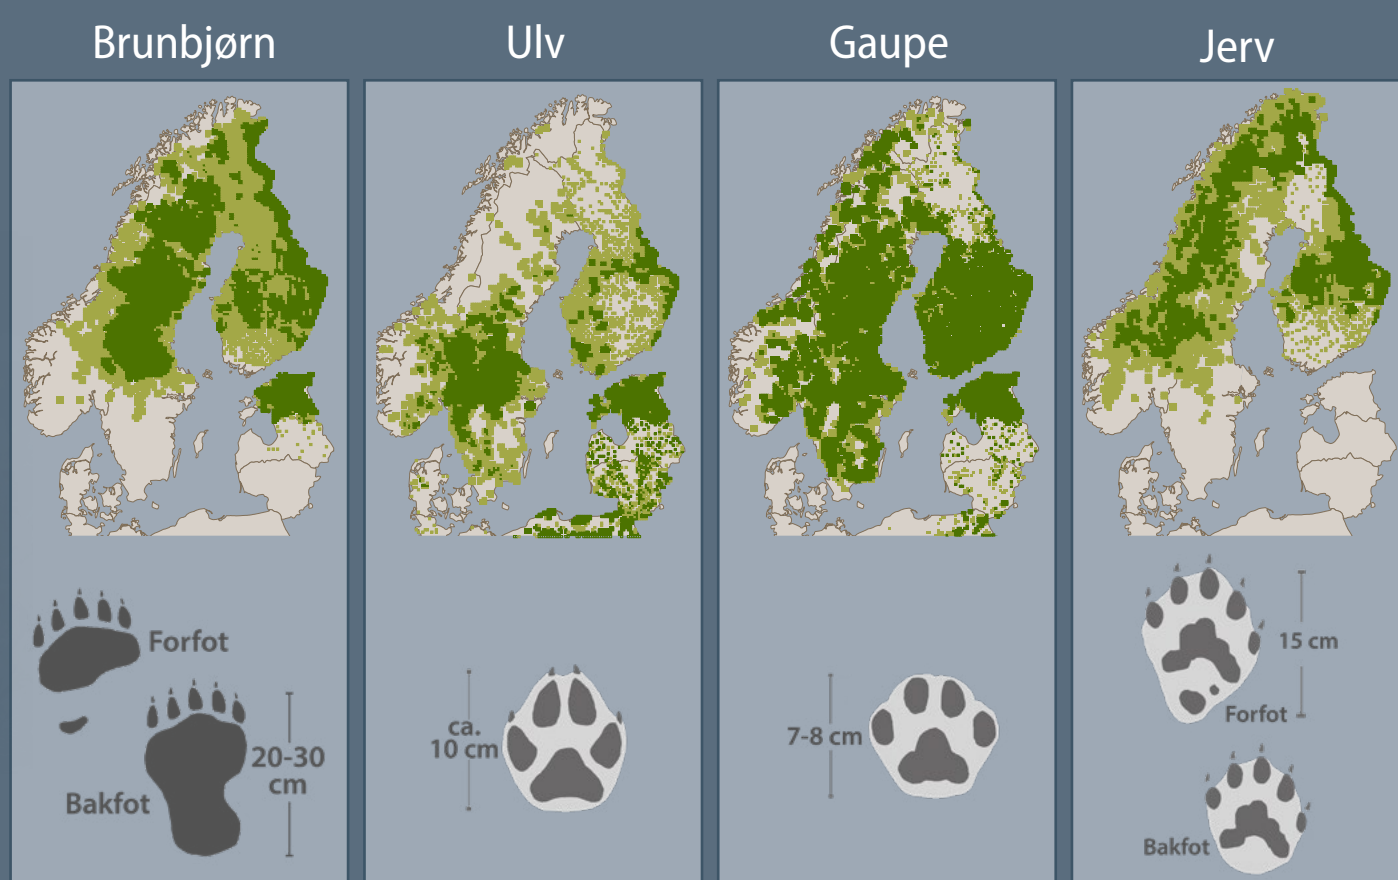 Brunbjørn
Ulv
Gaupe
Jerv
Forfot
20-30
cm
Bakfot
ca.
10 cm
7-8 cm
15 cm
Forfot
Bakfot